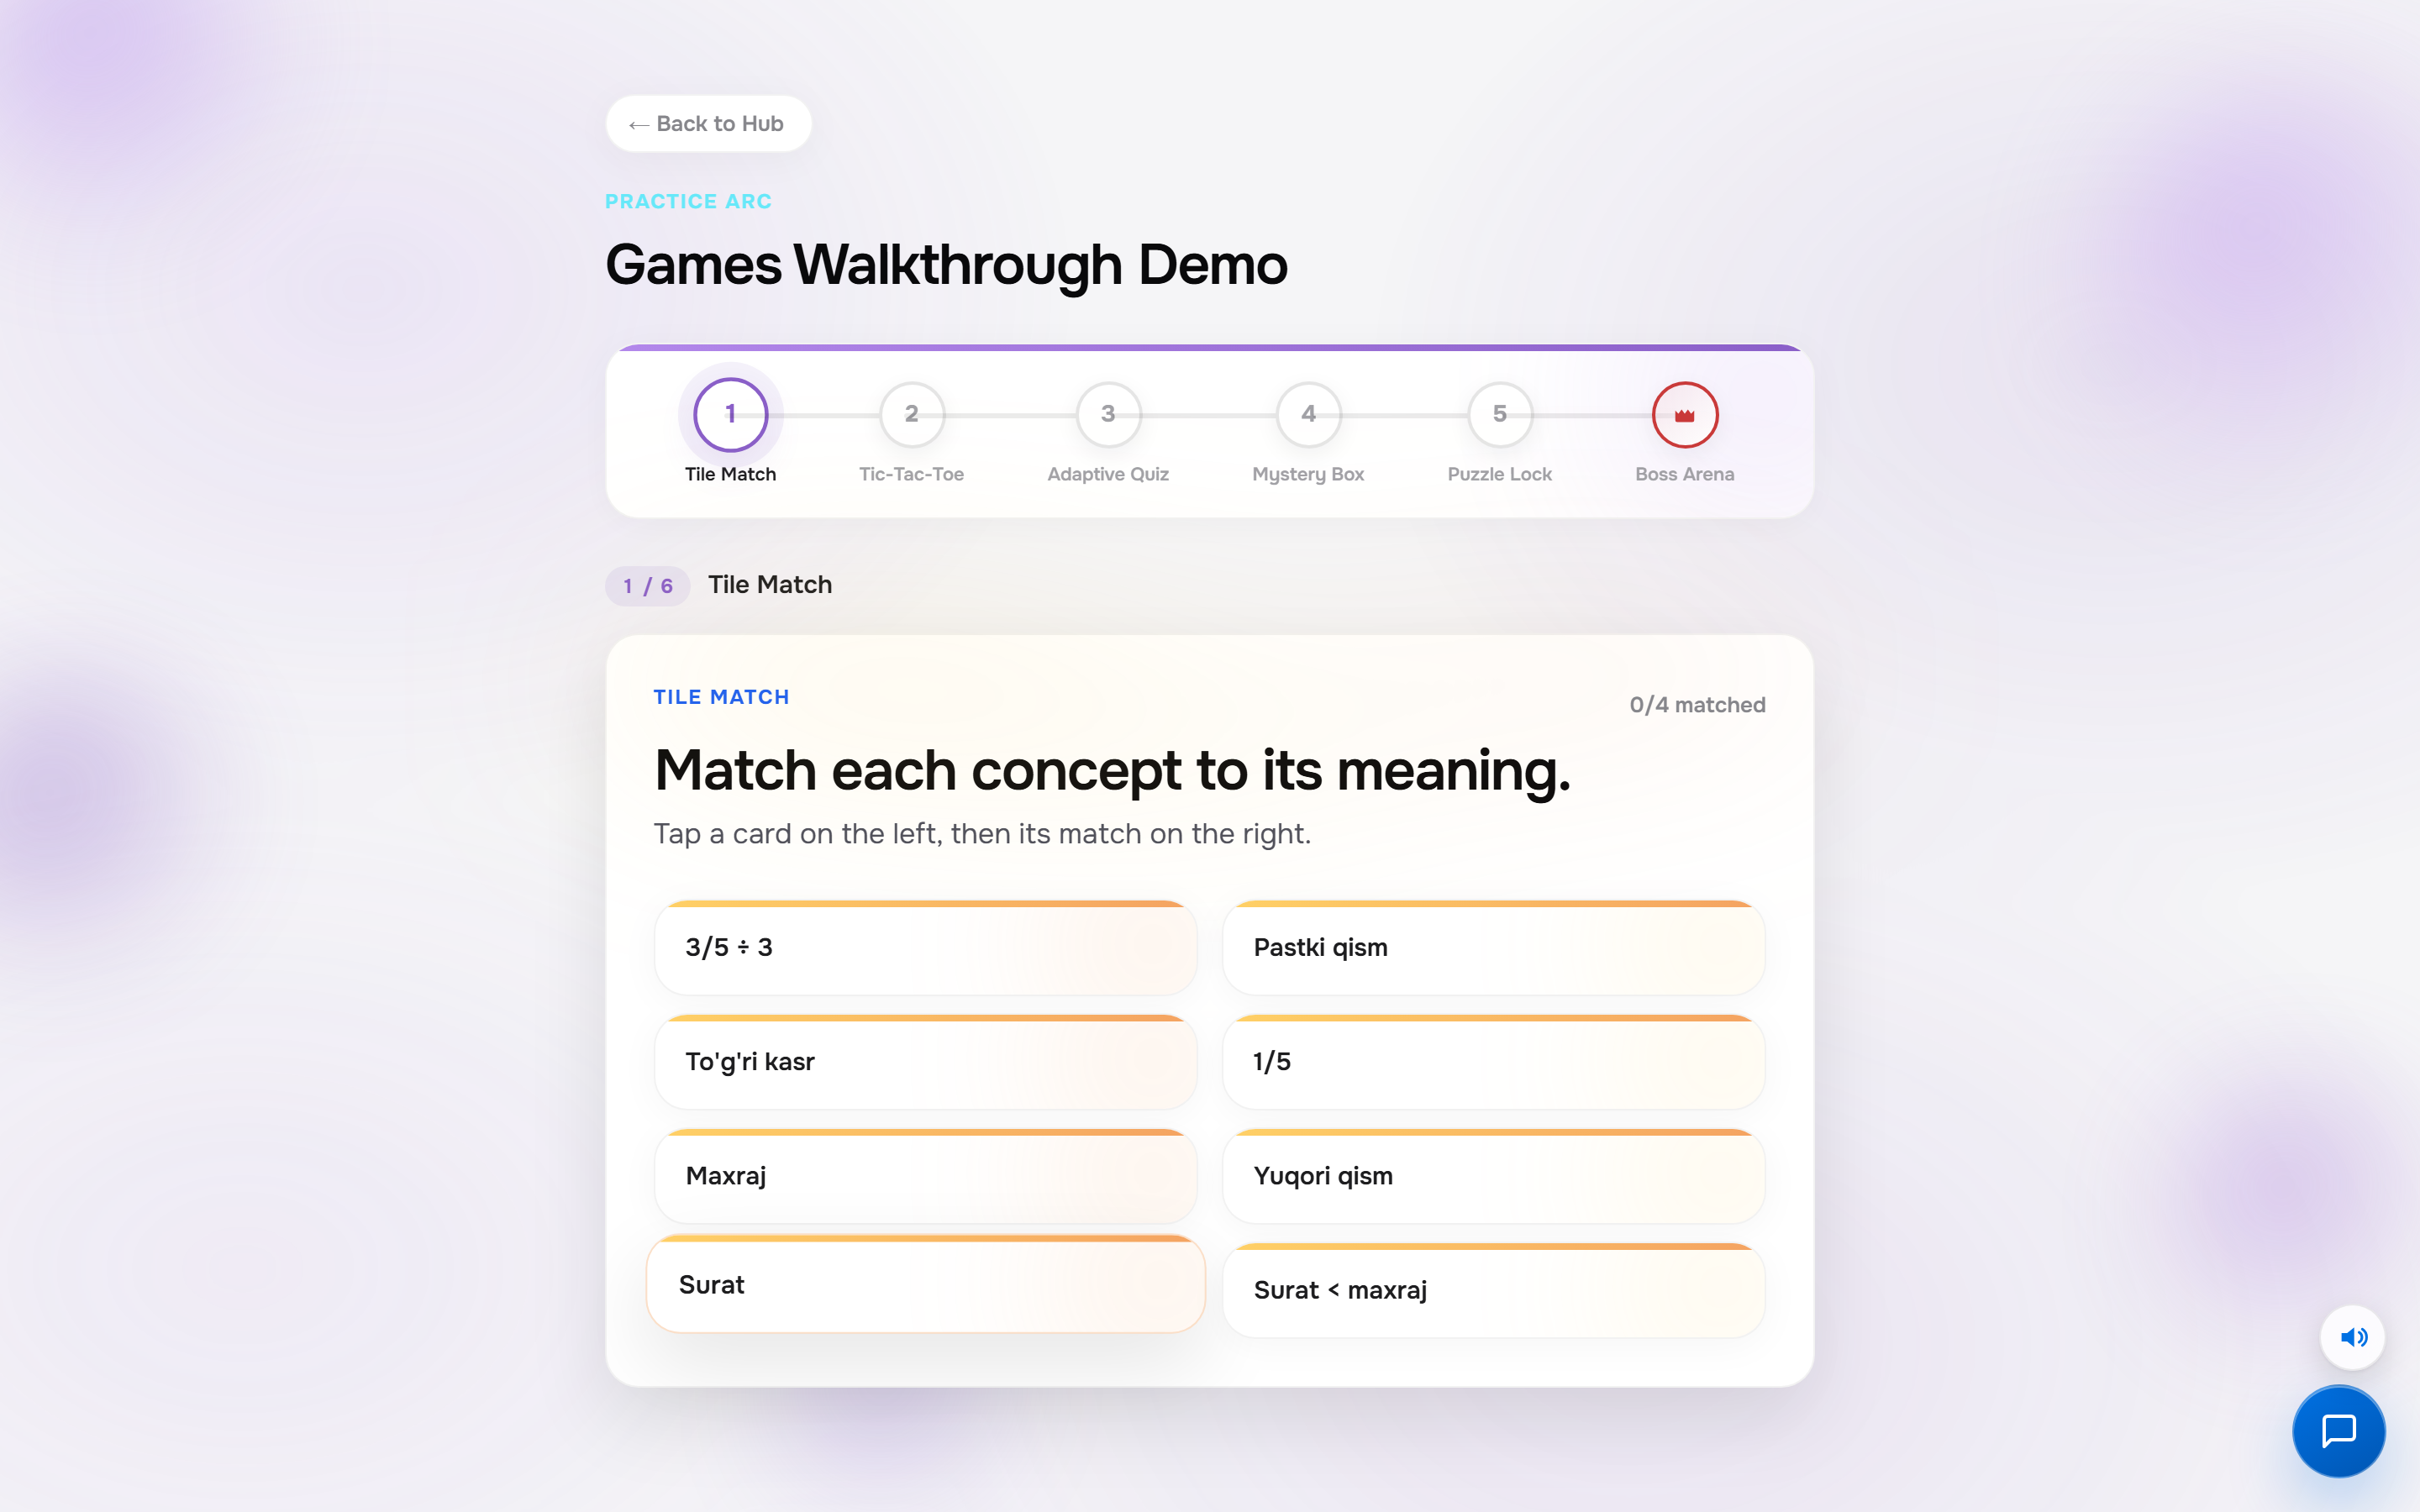 ← Back to Hub
PRACTICE ARC
Games Walkthrough Demo
1 2 3 4 5
Tile Match Tic-Tac-Toe Adaptive Quiz Mystery Box Puzzle Lock Boss Arena
1 / 6 Tile Match
TILE MATCH 0/4 matched
Match each concept to its meaning.
Tap a card on the left, then its match on the right.
3/5 ÷ 3 Pastki qism
To'g'ri kasr 1/5
Maxraj Yuqori qism
Surat Surat < maxraj